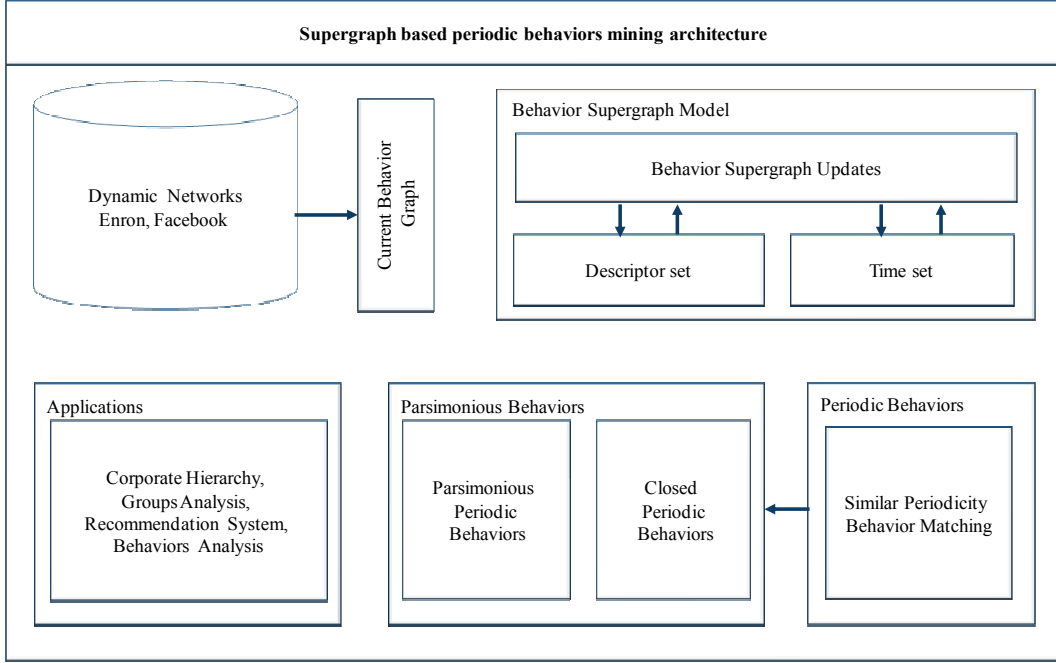 Supergraph based periodic behaviors mining architecture
Dynamic Networks
Enron, Facebook
Current Behavior
Graph
Behavior Supergraph Model
Behavior Supergraph Updates
Descriptor set
Time set
Applications
Corporate Hierarchy,
Groups Analysis,
Recommendation System,
Behaviors Analysis
Parsimonious Behaviors
Parsimonious
Periodic
Behaviors
Closed
Periodic
Behaviors
Periodic Behaviors
Similar Periodicity
Behavior Matching